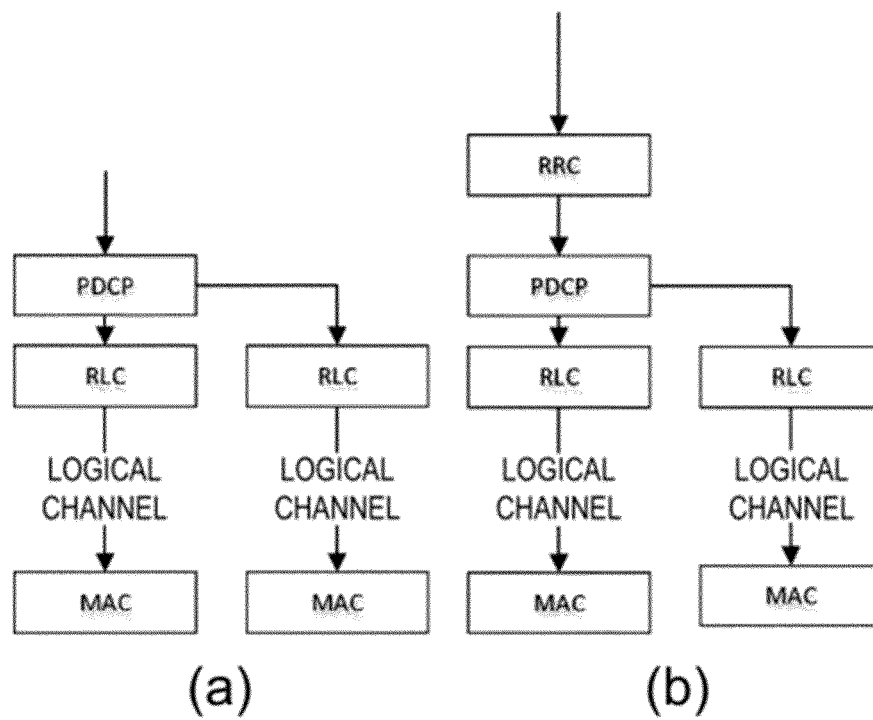 PDCP
RLC
RLC
LOGICAL
CHANNEL
LOGICAL
CHANNEL
MAC
MAC
(a)
RRC
PDCP
RLC
RLC
LOGICAL
CHANNEL
LOGICAL
CHANNEL
MAC
MAC
(b)